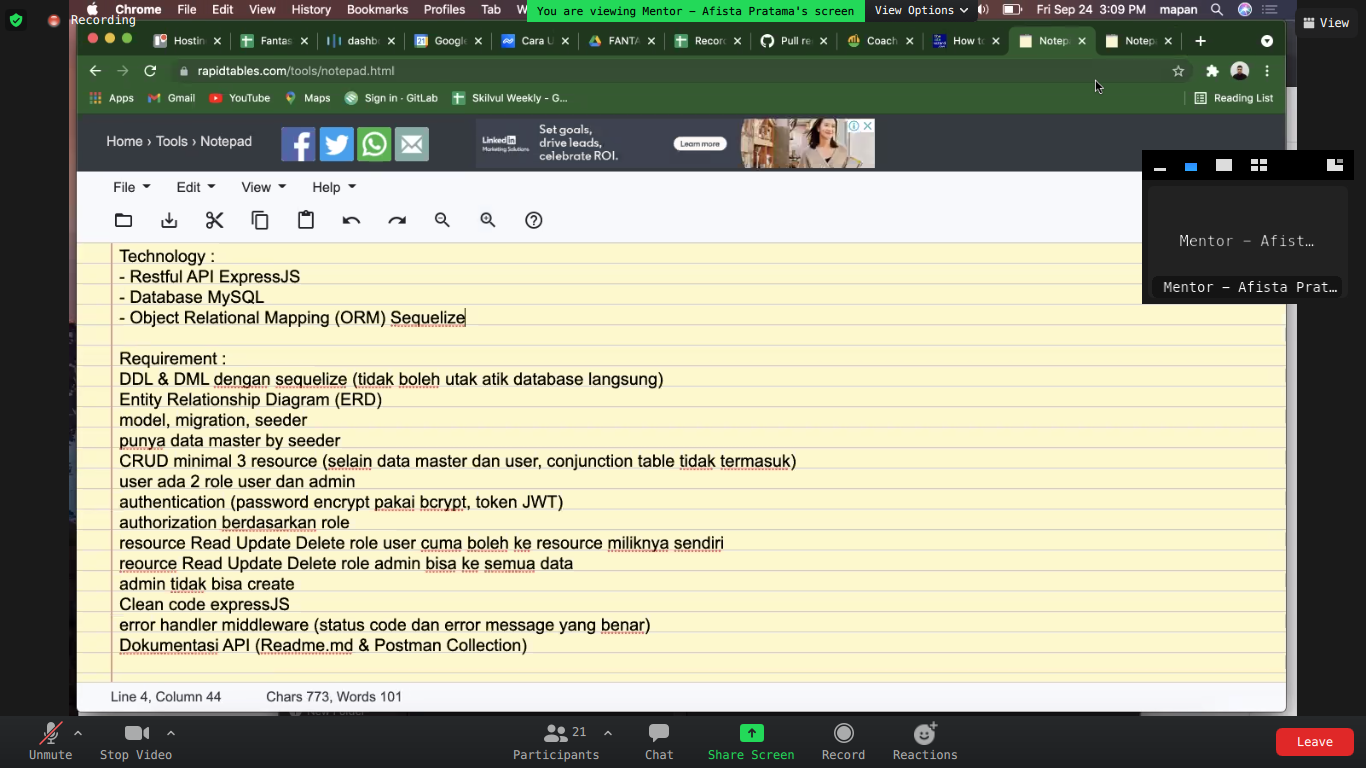 Recording
Chrome File Edit View History Bookmarks Profiles Tab W
You are viewing Mentor - Afista Pratama's screen
View Options
Fri Sep 24 3:09 PM mapan
View
Hostin
Fantas
dashb
Googl
Cara U
FANTA
Recor
Pull re
Coach
How t
Notep
Notep
rapidtables.com/tools/notepad.html
Apps
Gmail
YouTube
Maps
Sign in · GitLab
Skilvul Weekly - G...
Reading List
Home › Tools › Notepad
LinkedIn
Marketing Solutions
Set goals,
drive leads,
celebrate ROI.
Learn more
File
Edit
View
Help
Mentor - Afist...
Mentor - Afista Prat...
Technology :
- Restful API ExpressJS
- Database MySQL
- Object Relational Mapping (ORM) Sequelize
Requirement :
DDL & DML dengan sequelize (tidak boleh utak atik database langsung)
Entity Relationship Diagram (ERD)
model, migration, seeder
punya data master by seeder
CRUD minimal 3 resource (selain data master dan user, conjunction table tidak termasuk)
user ada 2 role user dan admin
authentication (password encrypt pakai bcrypt, token JWT)
authorization berdasarkan role
resource Read Update Delete role user cuma boleh ke resource miliknya sendiri
reource Read Update Delete role admin bisa ke semua data
admin tidak bisa create
Clean code expressJS
error handler middleware (status code dan error message yang benar)
Dokumentasi API (Readme.md & Postman Collection)
Line 4, Column 44
Chars 773, Words 101
New Folder
Unmute
Stop Video
21
Participants
Chat
Share Screen
Record
Reactions
Leave